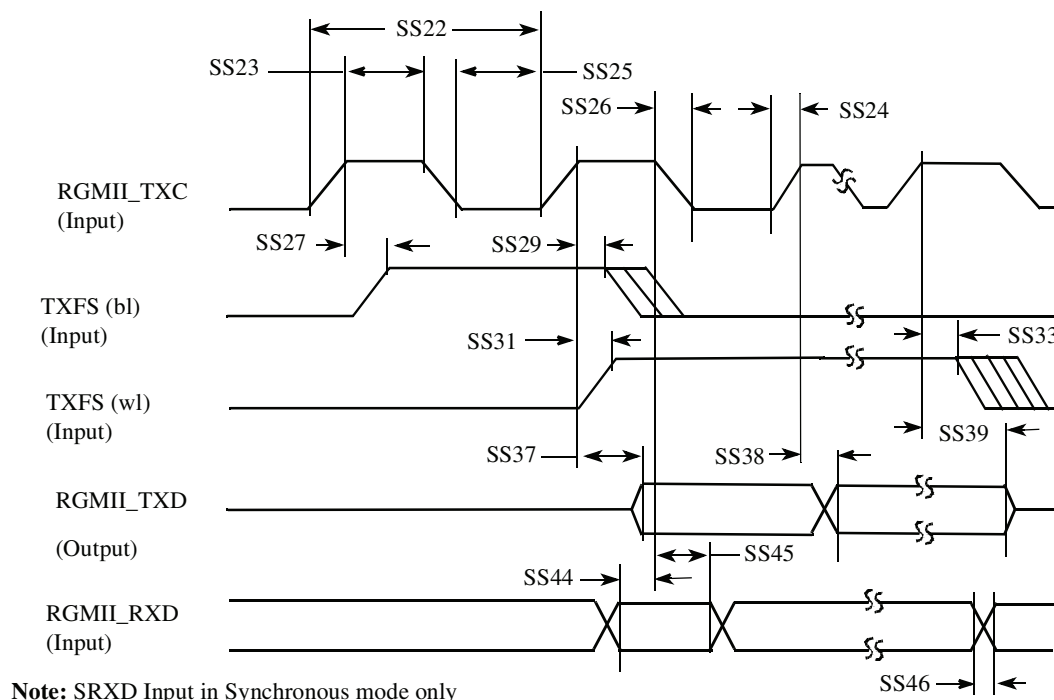 SS22
SS23
SS25
SS26
SS24
RGMII_TXC
(Input)
SS27
SS29
TXFS (bl)
(Input)
SS31
SS33
TXFS (wl)
(Input)
SS37
SS38
SS39
RGMII_TXD
(Output)
SS45
SS44
RGMII_RXD
(Input)
SS46
Note: SRXD Input in Synchronous mode only